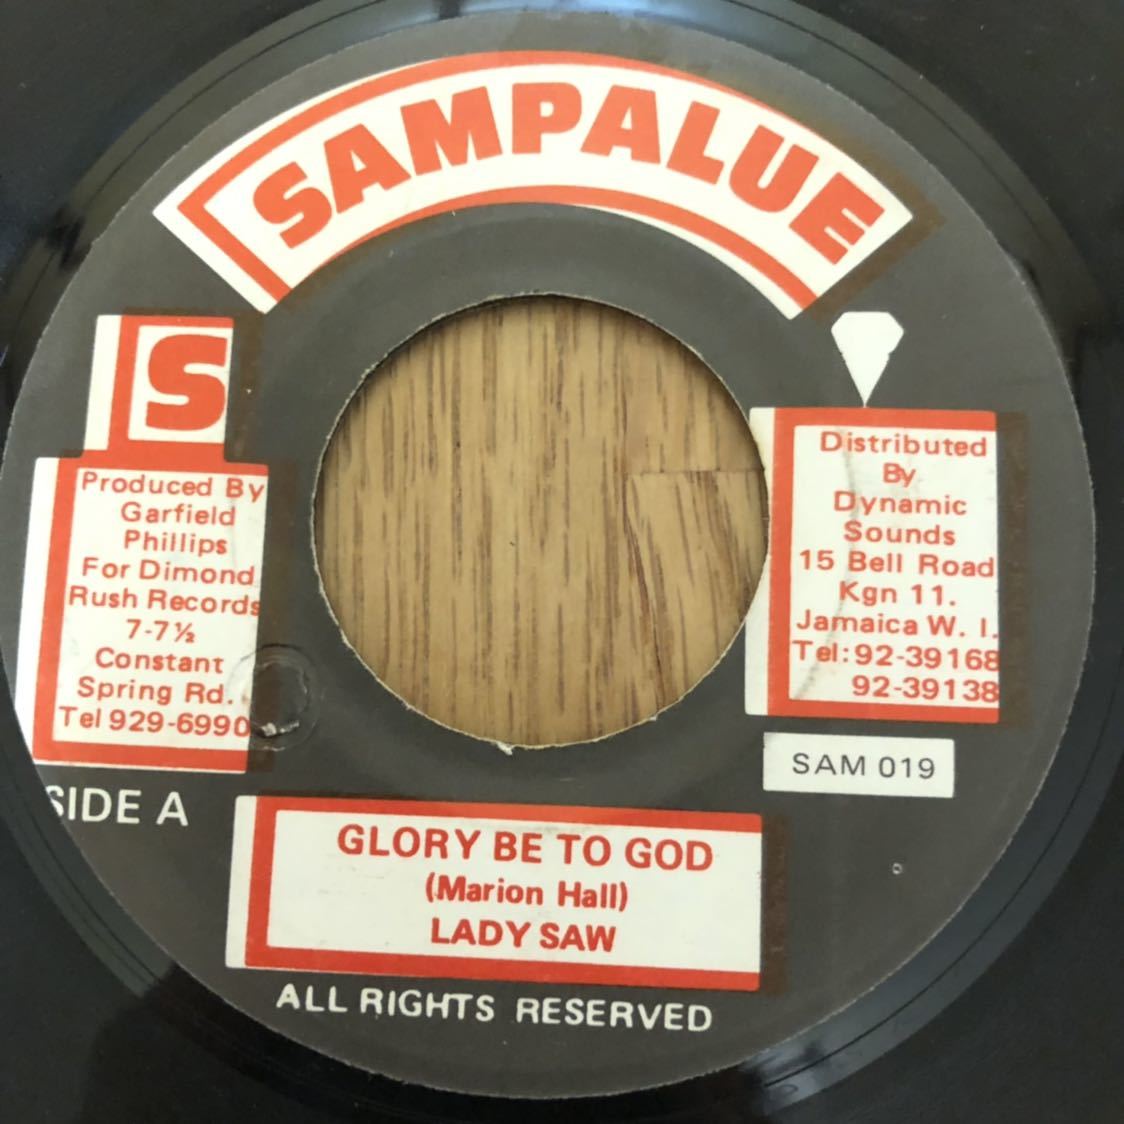 SAMPALUE
S
Produced By
Garfield
Phillips
For Dimond
Rush Records
7-7½
Constant
Spring Rd.
Tel 929-6990
Distributed
By
Dynamic
Sounds
15 Bell Road
Kgn 11.
Jamaica W. I.
Tel:92-39168
92-39138
SAM 019
SIDE A
GLORY BE TO GOD
(Marion Hall)
LADY SAW
ALL RIGHTS RESERVED